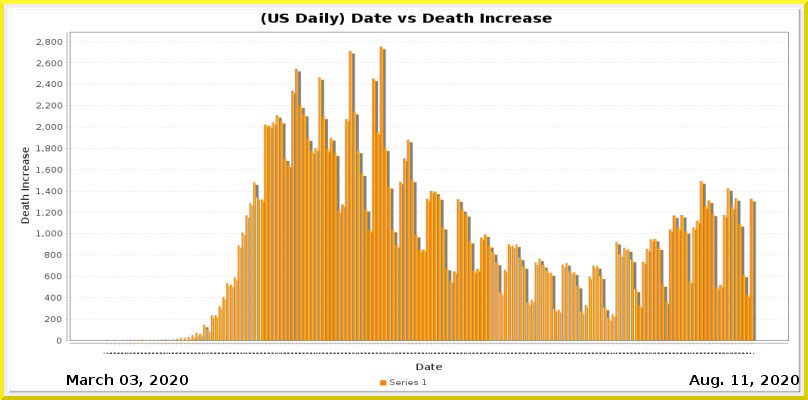 (US Daily) Date vs Death Increase
2,800
2,600
2,400
2,200
2,000
1,800
1,600
1,400
1,200
1,000
800
600
400
200
0
Death Increase
Date
March 03, 2020
Aug. 11, 2020
Series 1